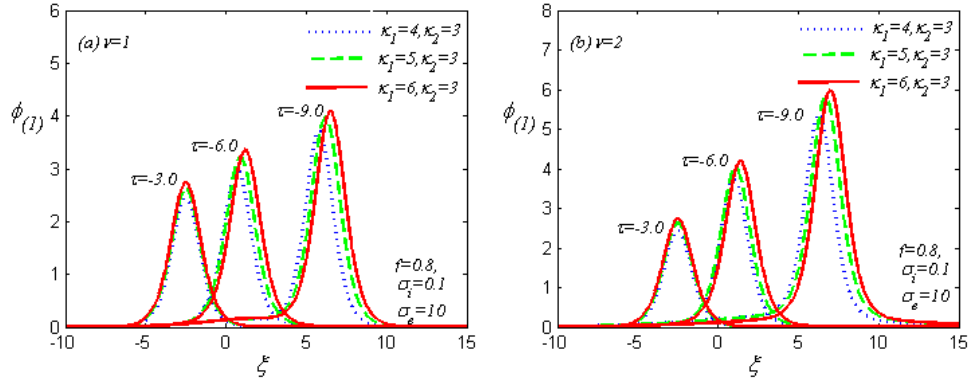 (a) ν=1
κ₁=4,κ₂=3
κ₁=5,κ₂=3
κ₁=6,κ₂=3
τ=-9.0
τ=-6.0
τ=-3.0
f=0.8,
σᵢ=0.1
σₑ=10
ϕ₍₁₎
6
5
4
3
2
1
0
-10 -5 0 5 10 15
ξ
(b) ν=2
κ₁=4,κ₂=3
κ₁=5,κ₂=3
κ₁=6,κ₂=3
τ=-9.0
τ=-6.0
τ=-3.0
f=0.8,
σᵢ=0.1
σₑ=10
ϕ₍₁₎
8
7
6
5
4
3
2
1
0
-10 -5 0 5 10 15
ξ